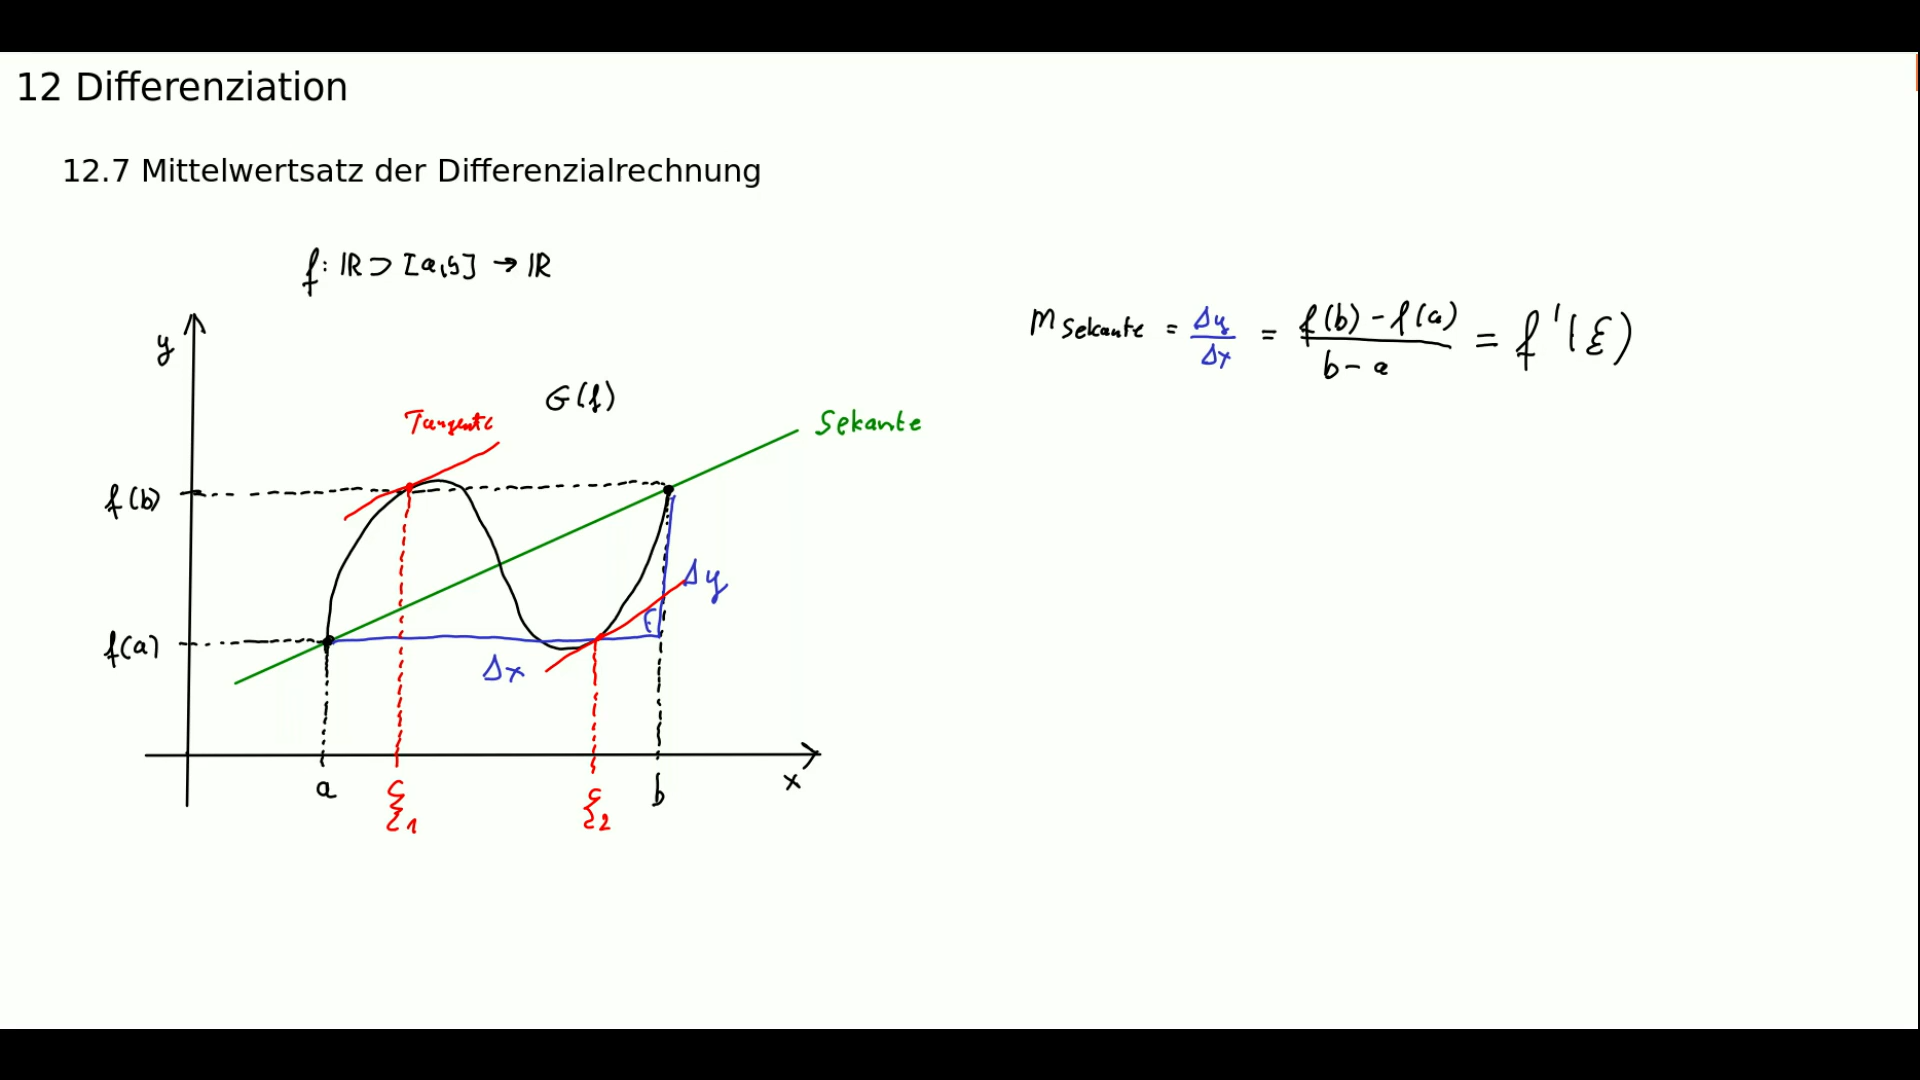 12 Differenziation
12.7 Mittelwertsatz der Differenzialrechnung
f: ℝ ⊃ [a,b] → ℝ
m Sekante = Δy/Δx = (f(b) - f(a))/(b - a) = f'(ξ)
y
G(f)
Tangente
Sekante
f(b)
Δy
f(a)
Δx
a
ξ1
ξ2
b
x